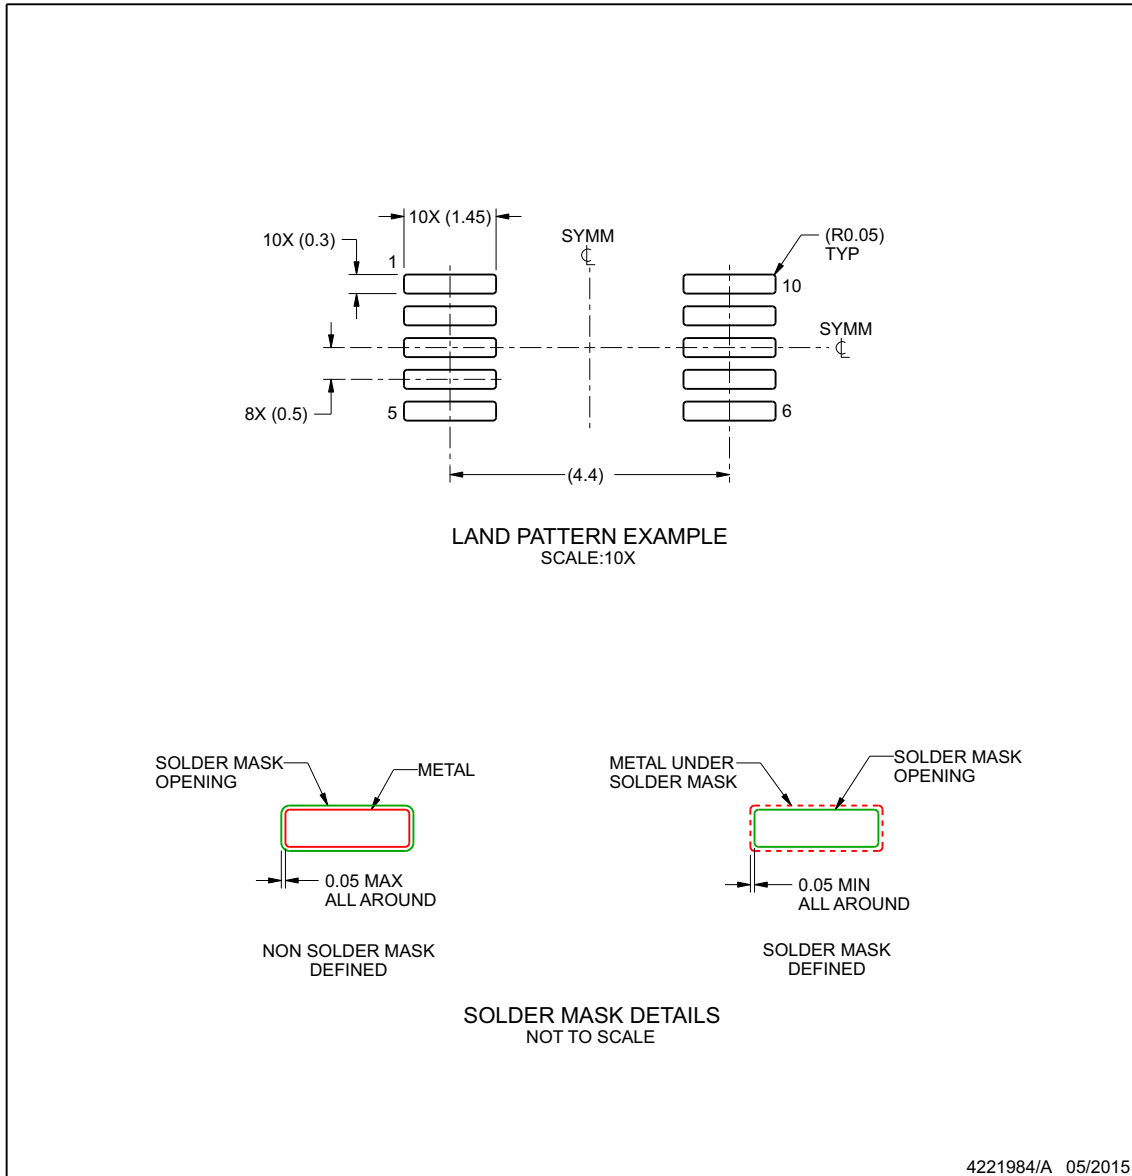 10X (1.45)
SYMM
(R0.05)
TYP
10X (0.3)
1
10
SYMM
8X (0.5)
5
6
(4.4)
LAND PATTERN EXAMPLE
SCALE:10X
SOLDER MASK
OPENING
METAL
METAL UNDER
SOLDER MASK
SOLDER MASK
OPENING
0.05 MAX
ALL AROUND
0.05 MIN
ALL AROUND
NON SOLDER MASK
DEFINED
SOLDER MASK
DEFINED
SOLDER MASK DETAILS
NOT TO SCALE
4221984/A 05/2015